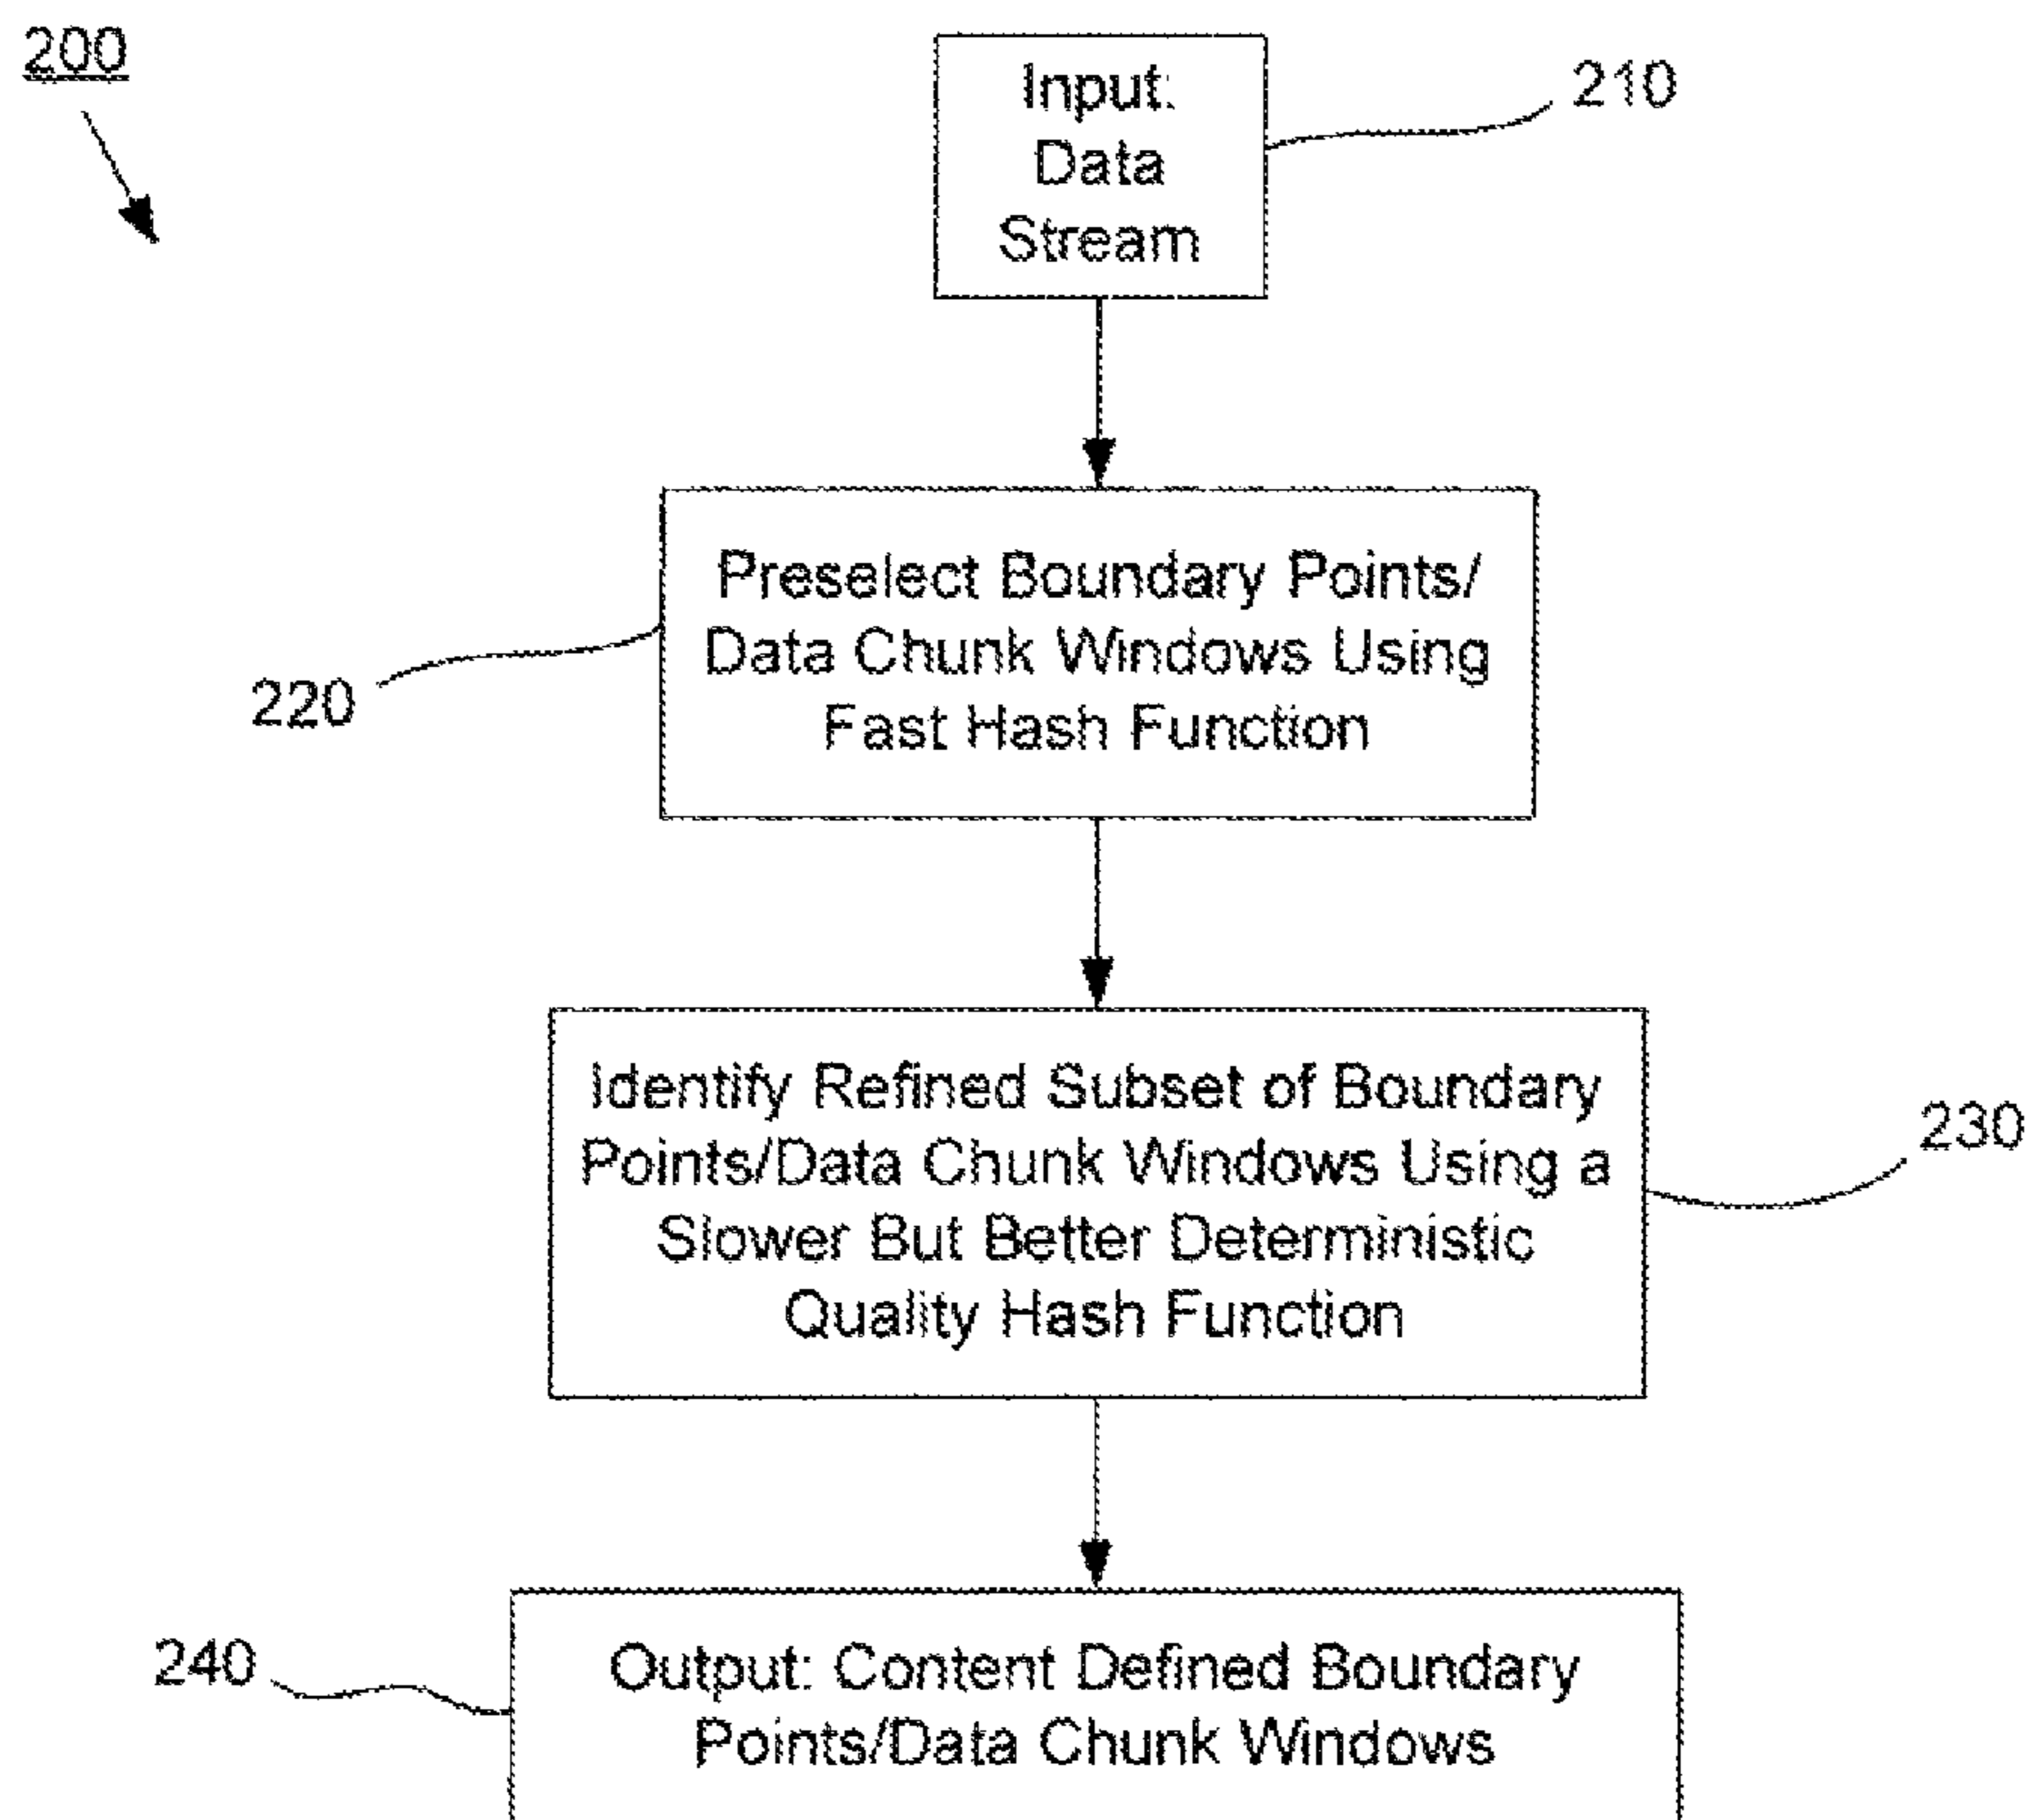 200
Input:
Data
Stream
210
Preselect Boundary Points/
Data Chunk Windows Using
Fast Hash Function
220
Identify Refined Subset of Boundary
Points/Data Chunk Windows Using a
Slower But Better Deterministic
Quality Hash Function
230
240
Output: Content Defined Boundary
Points/Data Chunk Windows